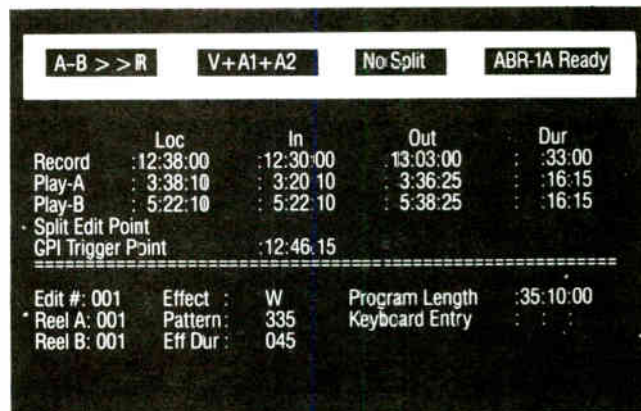 A-B > > R V+A1+A2 No Split ABR-1A Ready
Loc In Out Dur
Record :12:38:00 :12:30:00 :13:03:00 : :33:00
Play-A : 3:38:10 : 3:20:10 : 3:36:25 : :16:15
Play-B : 5:22:10 : 5:22:10 : 5:38:25 : :16:15
Split Edit Point
GPI Trigger Point :12:46:15
============================================================
Edit #: 001 Effect : W Program Length :35:10:00
Reel A: 001 Pattern: 335 Keyboard Entry : : :
Reel B: 001 Eff Dur : 045